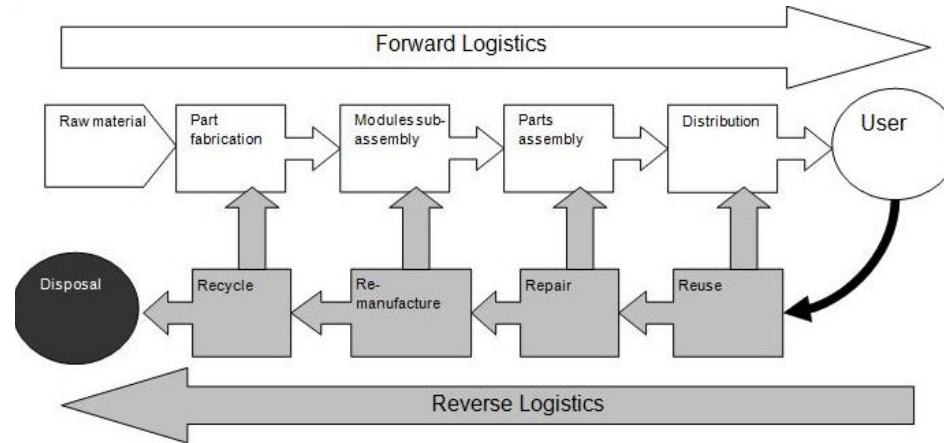 Forward Logistics
Raw material
Part
fabrication
Modules sub-
assembly
Parts
assembly
Distribution
User
Disposal
Recycle
Re-
manufacture
Repair
Reuse
Reverse Logistics